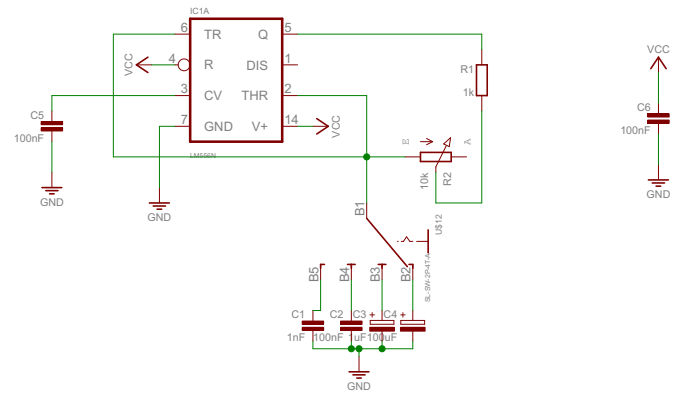 IC1A
6 TR Q 5
4 R DIS 1
3 CV THR 2
7 GND V+ 14
LM556N
VCC
VCC
C5
100nF
GND
GND
R1
1k
E A
10k
R2
VCC
C6
100nF
GND
B1
U$12
SL-SW-2P-4T-A
B5 B4 B3 B2
C1 C2 C3 + C4 +
1nF 100nF 1uF 100uF
GND